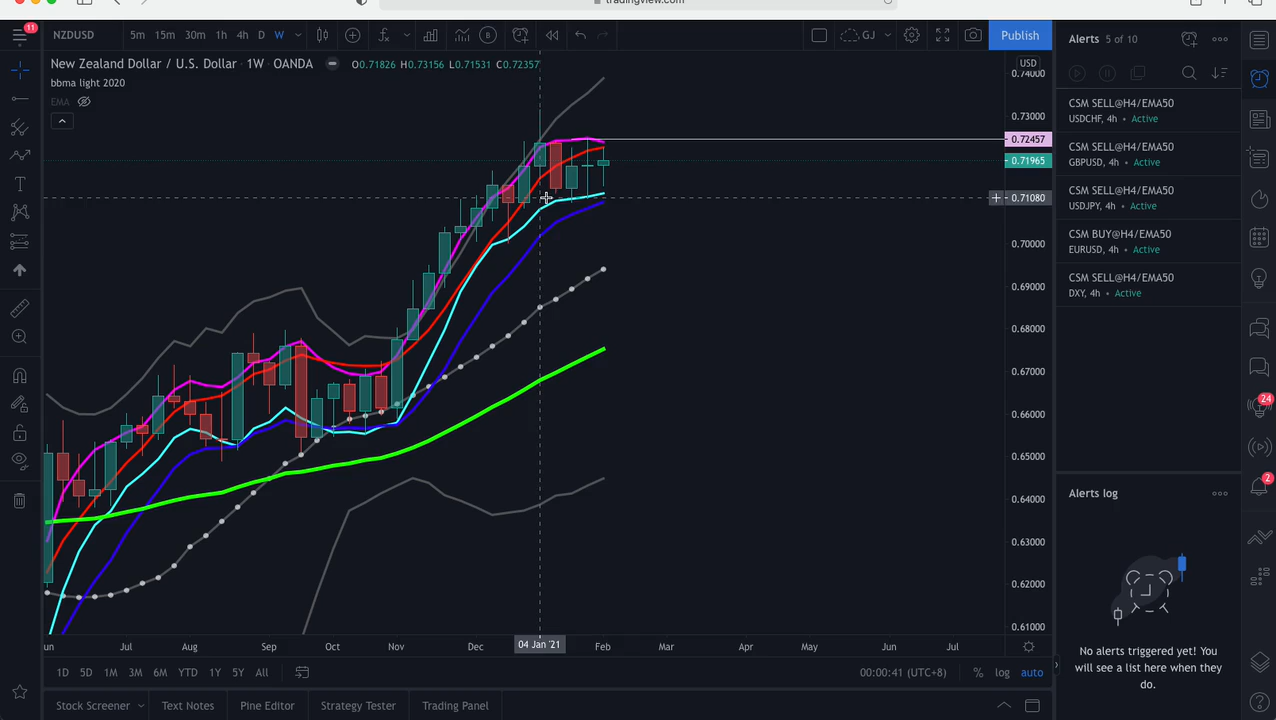 tradingview.com
11
NZDUSD 5m 15m 30m 1h 4h D W GJ Publish
New Zealand Dollar / U.S. Dollar · 1W · OANDA O0.71826 H0.73156 L0.71531 C0.72357
bbma light 2020
EMA
USD
0.74000
0.73000
0.72457
0.71965
0.71080
0.70000
0.69000
0.68000
0.67000
0.66000
0.65000
0.64000
0.63000
0.62000
0.61000
un Jul Aug Sep Oct Nov Dec 04 Jan '21 Feb Mar Apr May Jun Jul
1D 5D 1M 3M 6M YTD 1Y 5Y All 00:00:41 (UTC+8) % log auto
Stock Screener Text Notes Pine Editor Strategy Tester Trading Panel
Alerts 5 of 10
CSM SELL@H4/EMA50
USDCHF, 4h • Active
CSM SELL@H4/EMA50
GBPUSD, 4h • Active
CSM SELL@H4/EMA50
USDJPY, 4h • Active
CSM BUY@H4/EMA50
EURUSD, 4h • Active
CSM SELL@H4/EMA50
DXY, 4h • Active
Alerts log
No alerts triggered yet! You
will see a list here when they
do.
24
2